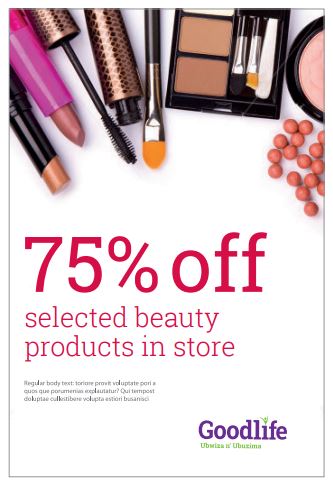 75% off
selected beauty
products in store
Regular body text: toriore provit voluptate pori a
quos que porumenias explautatur? Qui tempost
doluptae cullestibere volupta estiori busanisci
Goodlife
Ubwiza n' Ubuzima